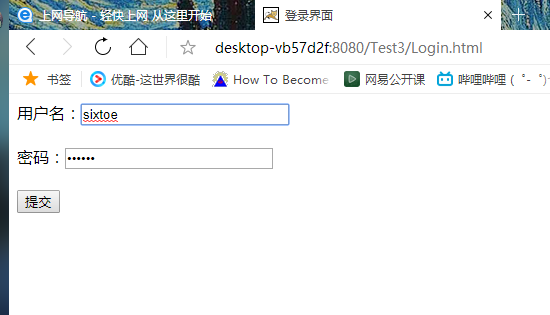 上网导航 - 轻快上网 从这里开始
登录界面
desktop-vb57d2f:8080/Test3/Login.html
书签 优酷-这世界很酷 How To Become 网易公开课 哔哩哔哩 ( ゜- ゜)
用户名：sixtoe
密码：••••••
提交